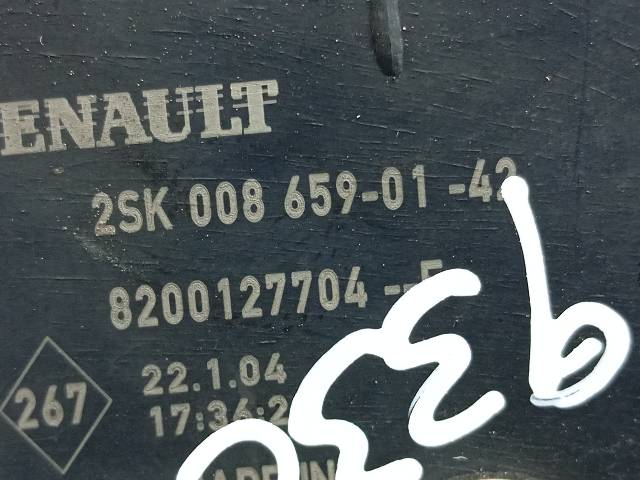 ENAULT
2SK 008 659-01 -42
8200127704 --E
267
22.1.04
17:36:2